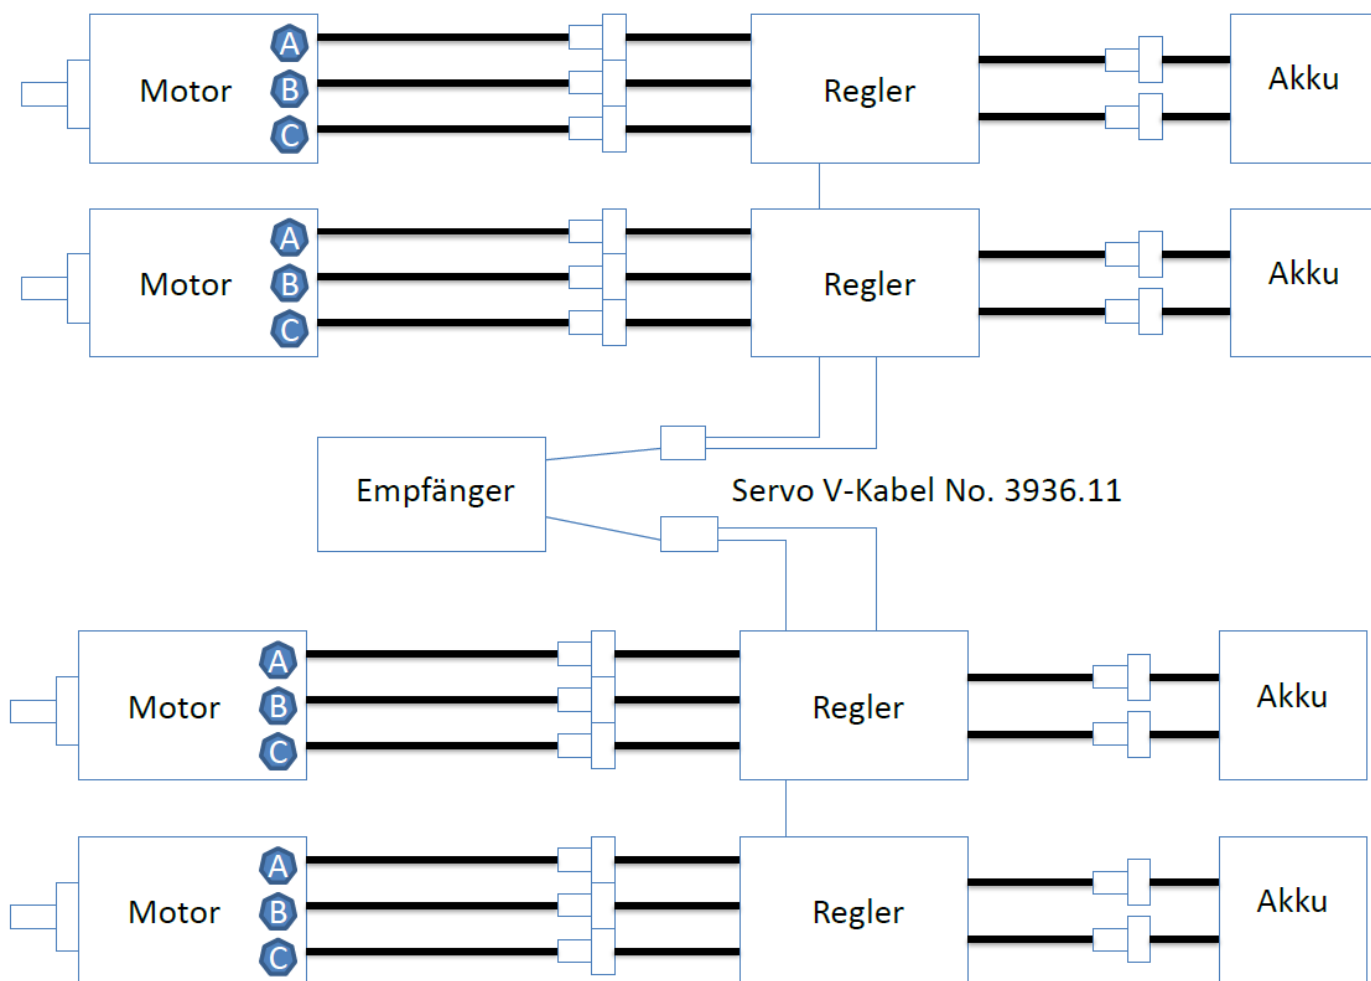 A
Motor
B
C
Regler
Akku
A
Motor
B
C
Regler
Akku
Empfänger
Servo V-Kabel No. 3936.11
A
Motor
B
C
Regler
Akku
A
Motor
B
C
Regler
Akku